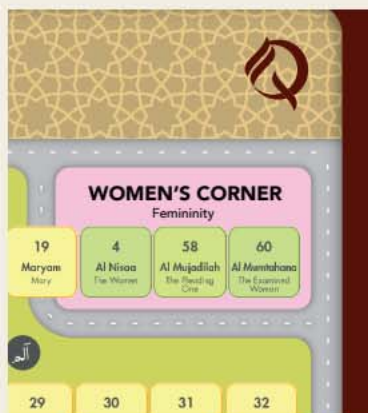 WOMEN'S CORNER
Femininity
19
Maryam
Mary
4
Al Nisaa
The Women
58
Al Mujadilah
The Pleading
One
60
Al Mumtahana
The Examined
Woman
الم
29
30
31
32